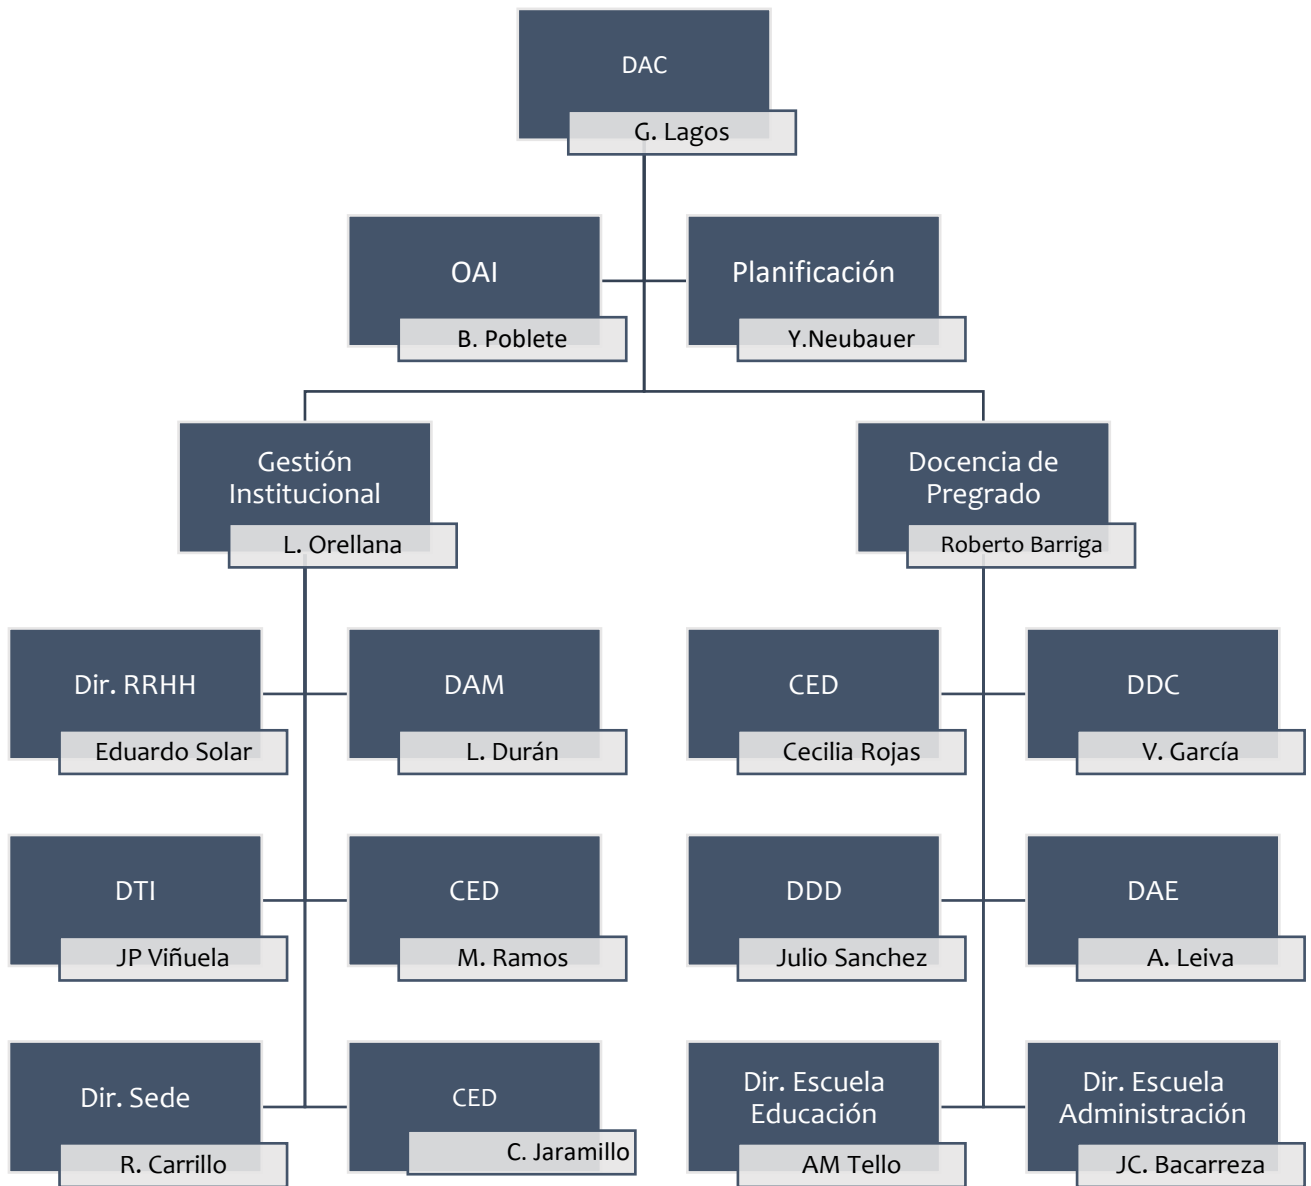 DAC
G. Lagos
OAI
B. Poblete
Planificación
Y.Neubauer
Gestión
Institucional
L. Orellana
Docencia de
Pregrado
Roberto Barriga
Dir. RRHH
Eduardo Solar
DAM
L. Durán
CED
Cecilia Rojas
DDC
V. García
DTI
JP Viñuela
CED
M. Ramos
DDD
Julio Sanchez
DAE
A. Leiva
Dir. Sede
R. Carrillo
CED
C. Jaramillo
Dir. Escuela
Educación
AM Tello
Dir. Escuela
Administración
JC. Bacarreza